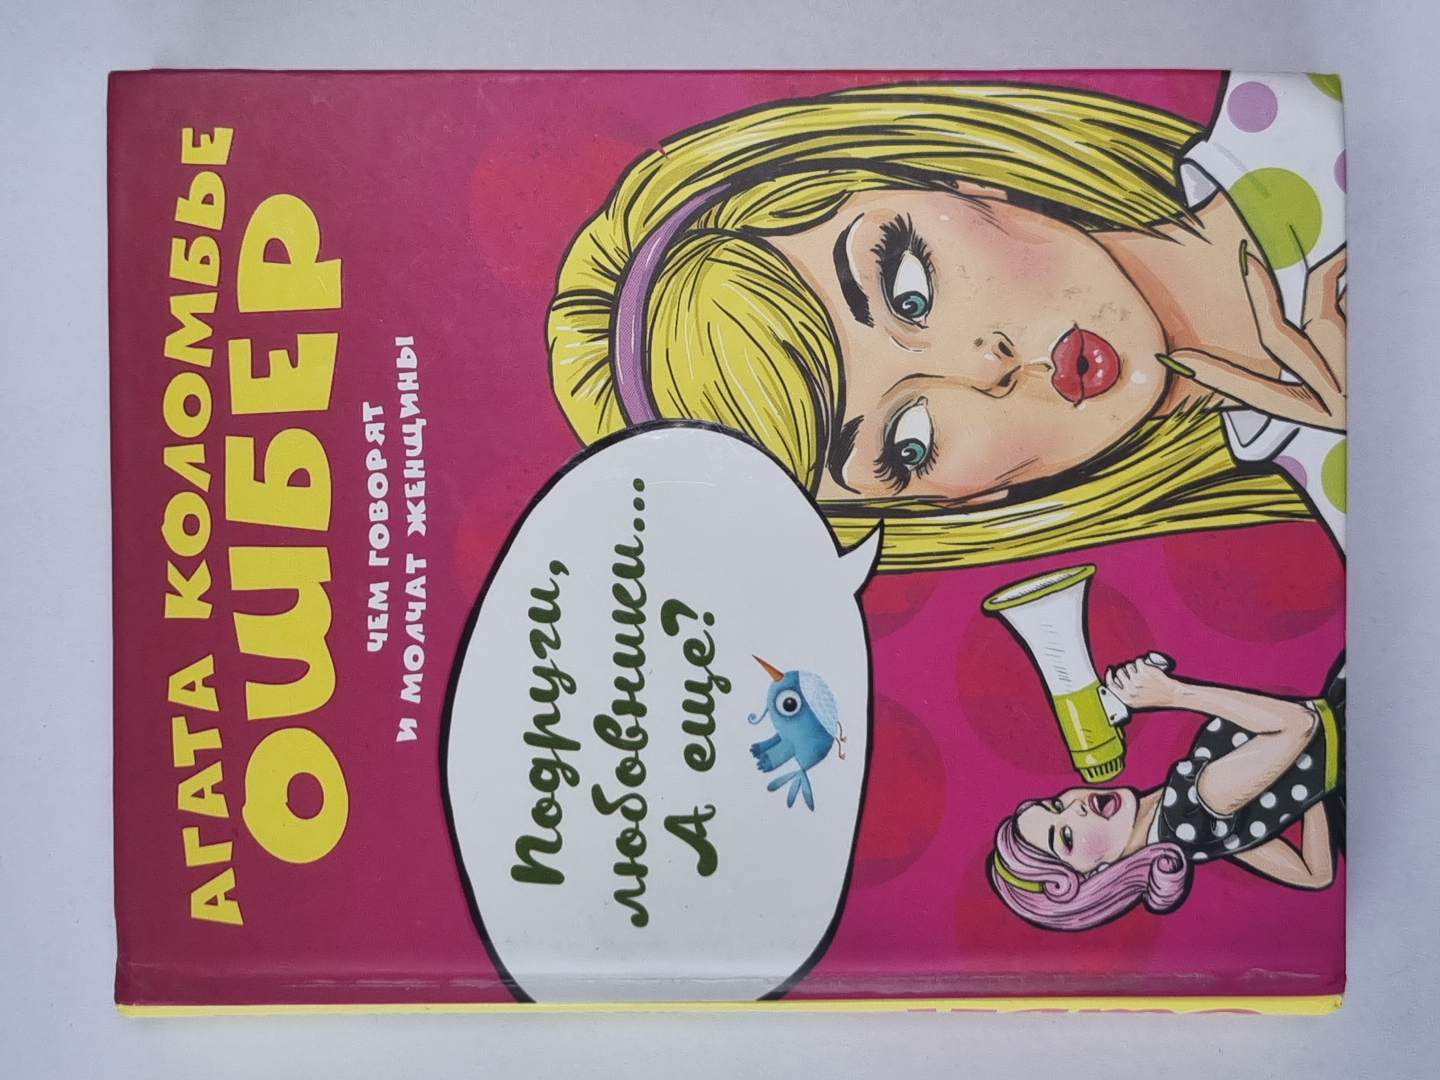 АГАТА КОЛОМБЬЕ
ОШБЕР
ЧЕМ ГОВОРЯТ
И МОЛЧАТ ЖЕНЩИНЫ
Подруги,
любовники...
А еще?